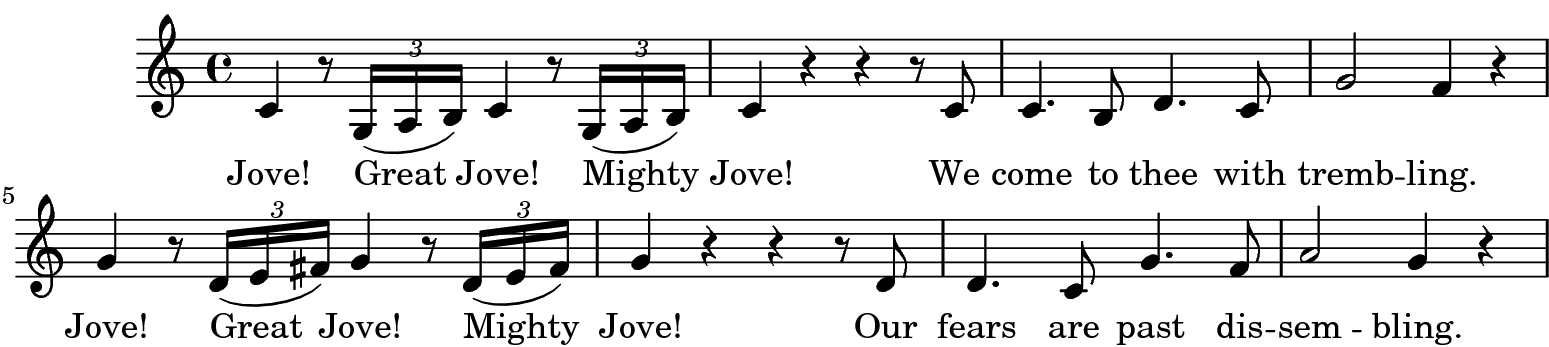 3 3
Jove! Great Jove! Mighty Jove! We come to thee with tremb-ling.
5
3 3
Jove! Great Jove! Mighty Jove! Our fears are past dis-sem - bling.